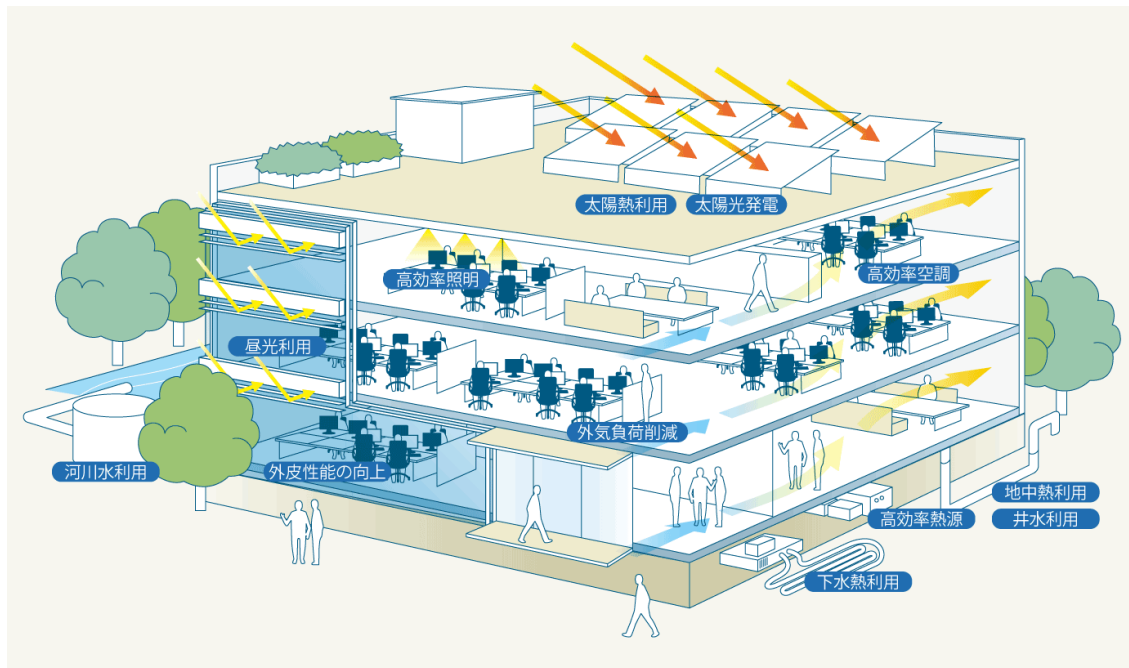 太陽熱利用
太陽光発電
高効率照明
高効率空調
昼光利用
外気負荷削減
河川水利用
外皮性能の向上
地中熱利用
高効率熱源
井水利用
下水熱利用